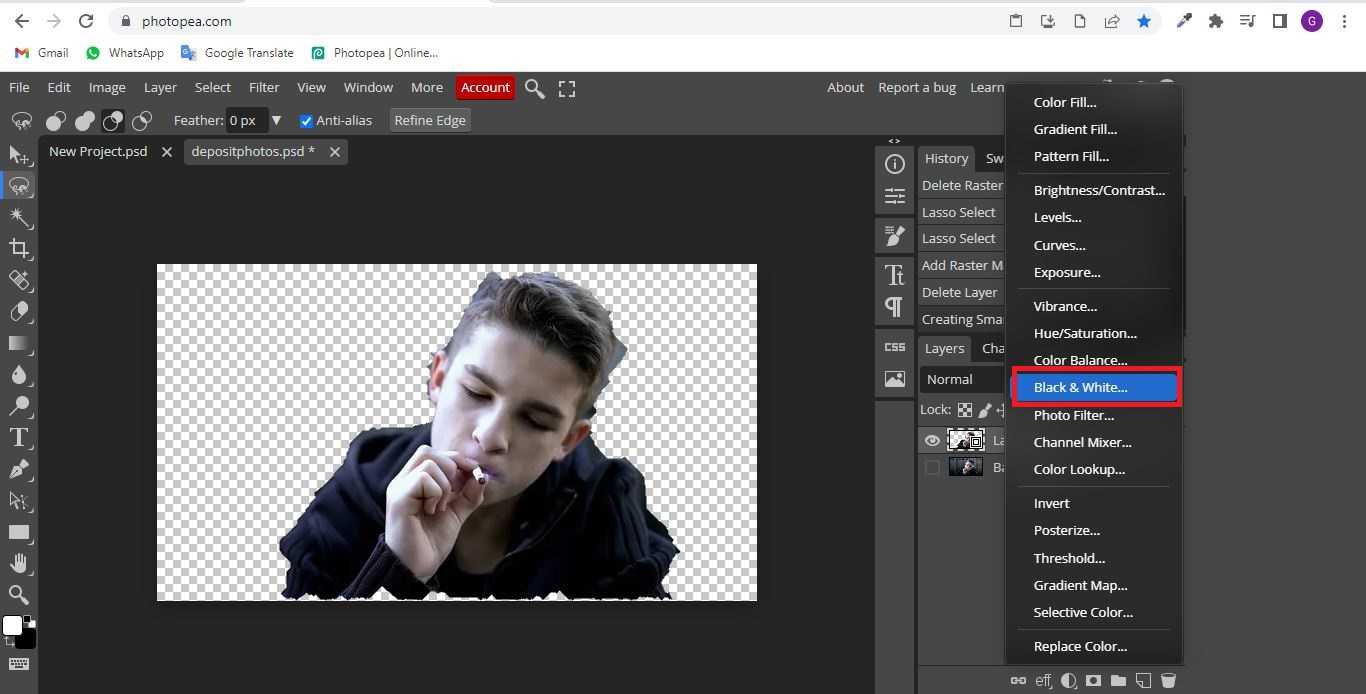 photopea.com
G
Gmail WhatsApp Google Translate Photopea | Online...
File Edit Image Layer Select Filter View Window More Account About Report a bug Learn
Feather: 0 px Anti-alias Refine Edge
New Project.psd depositphotos.psd *
History Sw
Delete Raster
Lasso Select
Lasso Select
Add Raster M
Delete Layer
Creating Smar
CSS
Layers Cha
Normal
Lock:
La
Ba
Color Fill...
Gradient Fill...
Pattern Fill...
Brightness/Contrast...
Levels...
Curves...
Exposure...
Vibrance...
Hue/Saturation...
Color Balance...
Black & White...
Photo Filter...
Channel Mixer...
Color Lookup...
Invert
Posterize...
Threshold...
Gradient Map...
Selective Color...
Replace Color...
eff